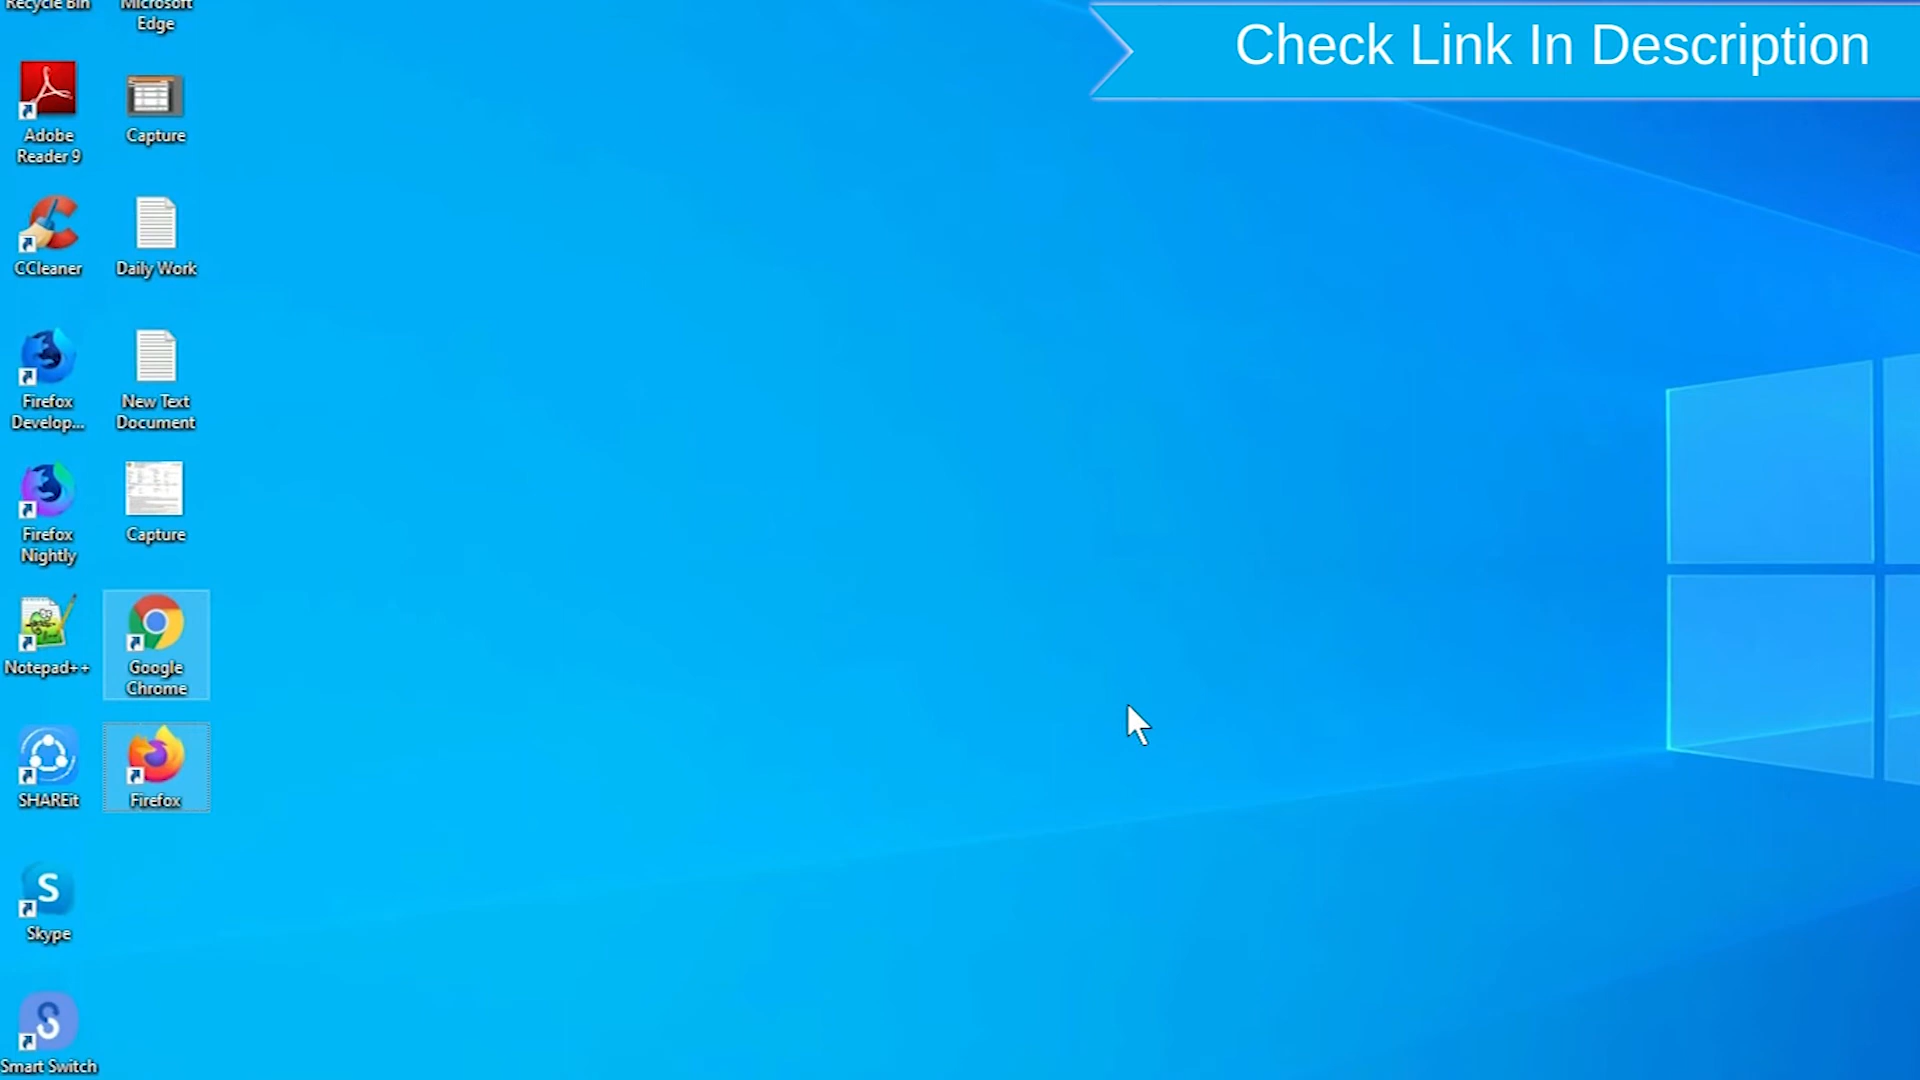 Recycle Bin
Microsoft
Edge
Check Link In Description
Adobe
Reader 9
Capture
CCleaner
Daily Work
Firefox
Develop...
New Text
Document
Firefox
Nightly
Capture
Notepad++
Google
Chrome
SHAREit
Firefox
S
Skype
Smart Switch